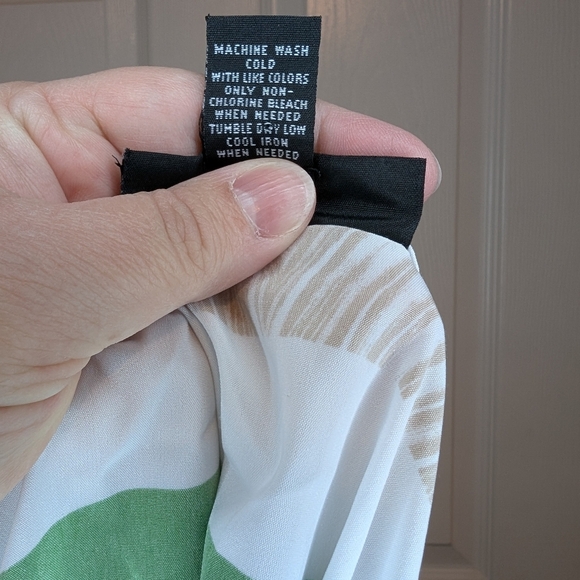 MACHINE WASH
COLD
WITH LIKE COLORS
ONLY NON-
CHLORINE BLEACH
WHEN NEEDED
TUMBLE DRY LOW
COOL IRON
WHEN NEEDED